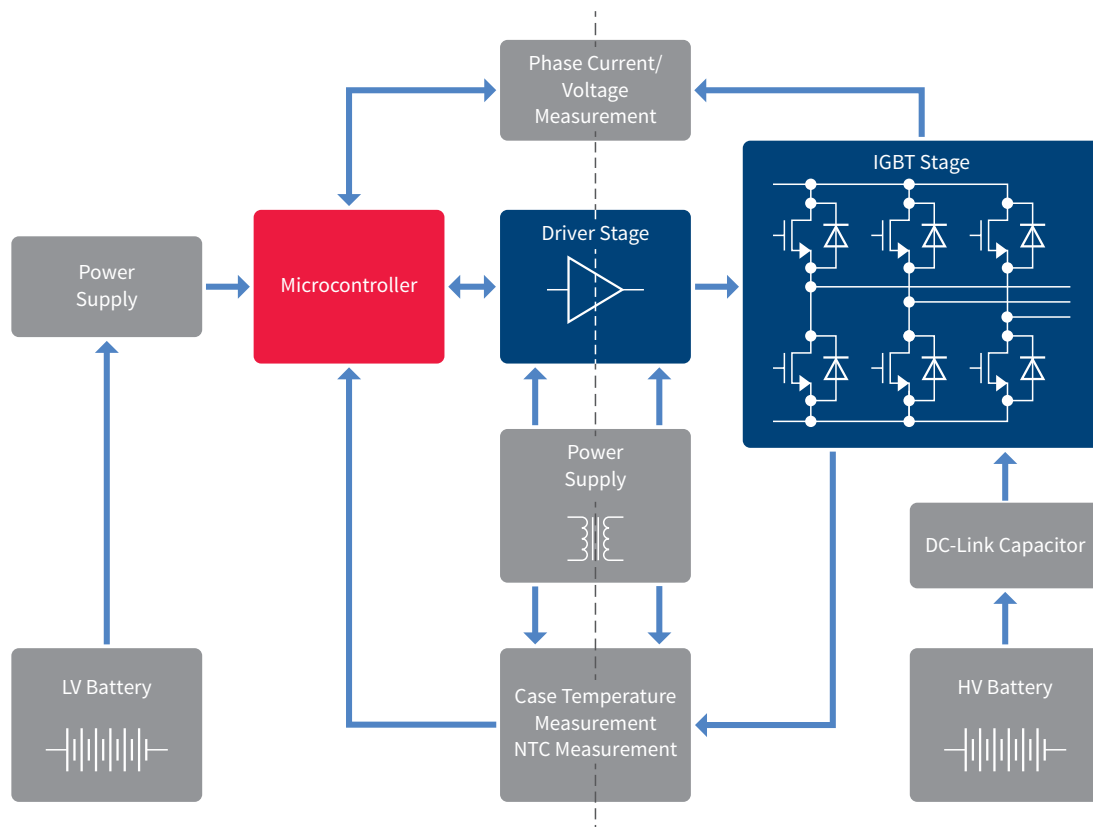 Phase Current/
Voltage
Measurement
IGBT Stage
Power
Supply
Microcontroller
Driver Stage
Power
Supply
DC-Link Capacitor
LV Battery
Case Temperature
Measurement
NTC Measurement
HV Battery